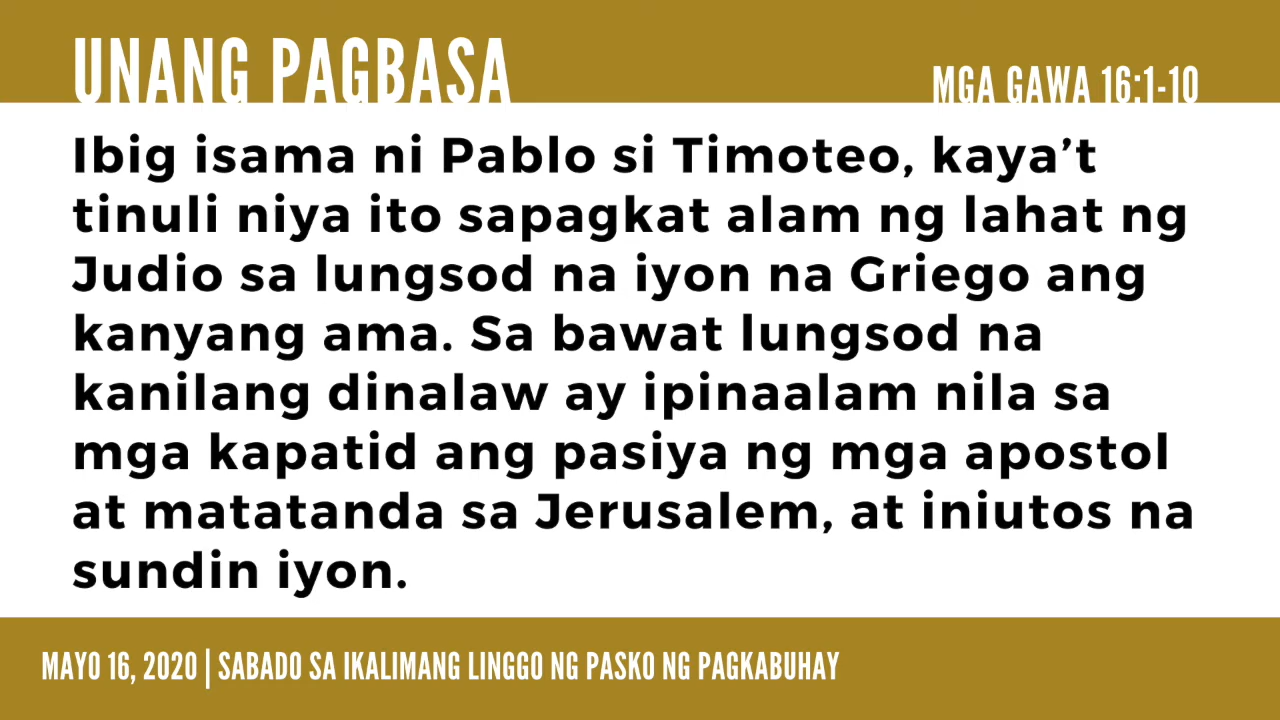 UNANG PAGBASA
MGA GAWA 16:1-10
Ibig isama ni Pablo si Timoteo, kaya’t
tinuli niya ito sapagkat alam ng lahat ng
Judio sa lungsod na iyon na Griego ang
kanyang ama. Sa bawat lungsod na
kanilang dinalaw ay ipinaalam nila sa
mga kapatid ang pasiya ng mga apostol
at matatanda sa Jerusalem, at iniutos na
sundin iyon.
MAYO 16, 2020 | SABADO SA IKALIMANG LINGGO NG PASKO NG PAGKABUHAY